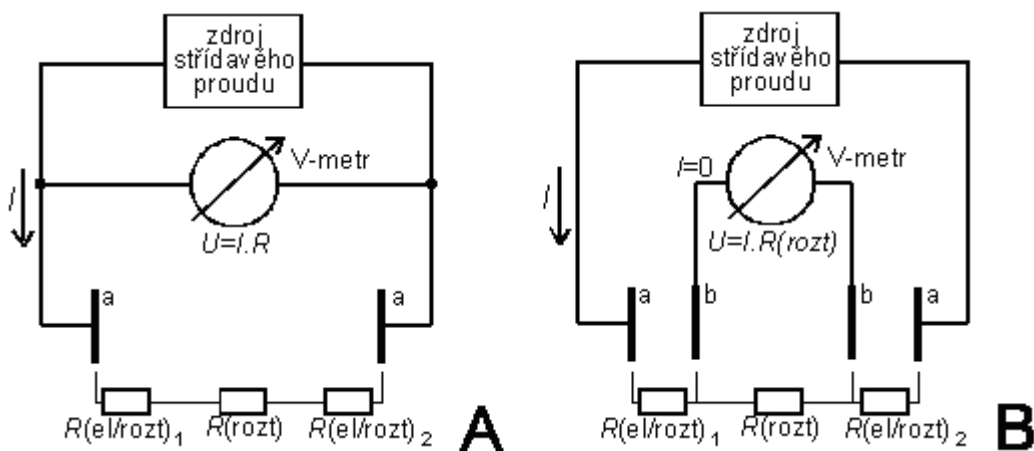 zdroj
střídavého
proudu
V-metr
I
U=I.R
a
a
R(el/rozt)1
R(rozt)
R(el/rozt)2
A
zdroj
střídavého
proudu
I=0
V-metr
I
U=I.R(rozt)
a
b
b
a
R(el/rozt)1
R(rozt)
R(el/rozt)2
B